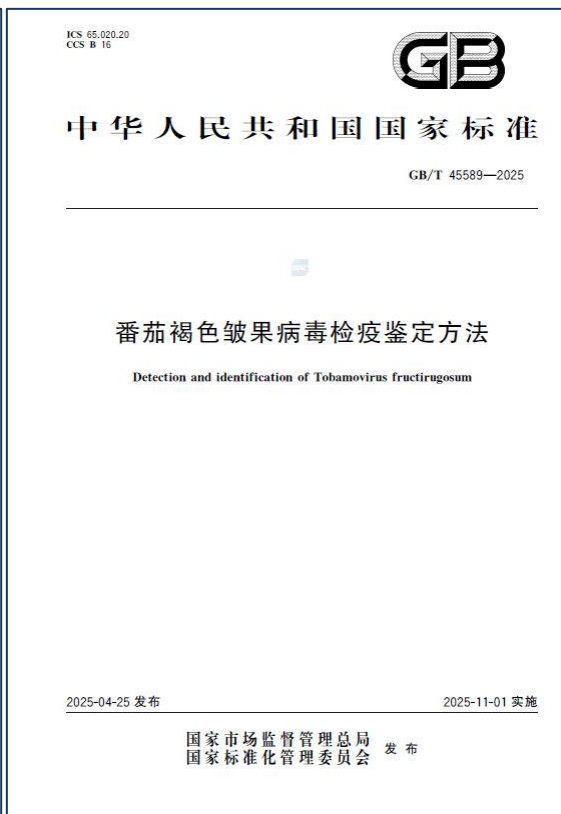 ICS 65.020.20
CCS B 16
GB
中华人民共和国国家标准
GB/T 45589—2025
番茄褐色皱果病毒检疫鉴定方法
Detection and identification of Tobamovirus fructirugosum
2025-04-25 发布
2025-11-01 实施
国家市场监督管理总局
国家标准化管理委员会
发布